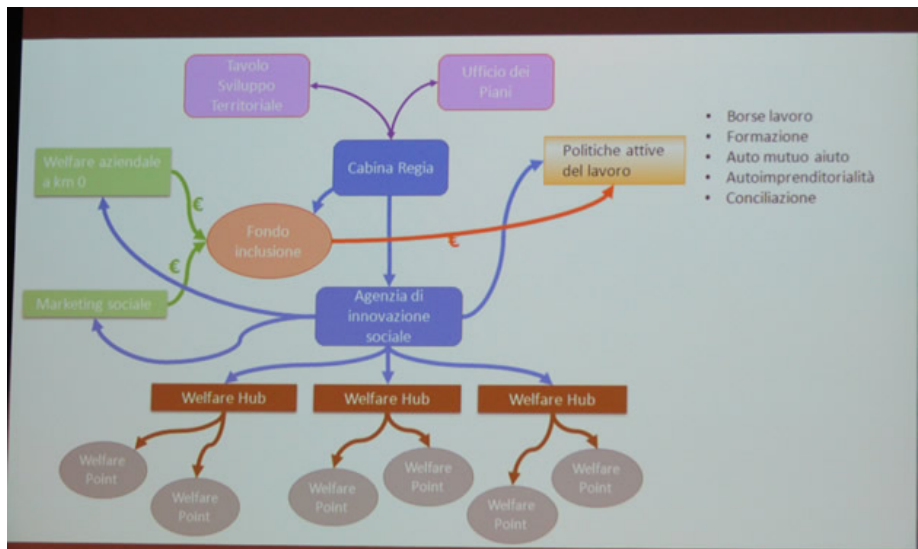 Tavolo
Sviluppo
Territoriale
Ufficio dei
Piani
Cabina Regia
Politiche attive
del lavoro
• Borse lavoro
• Formazione
• Auto mutuo aiuto
• Autoimprenditorialità
• Conciliazione
Welfare aziendale
a km 0
€
Fondo
inclusione
€
€
Marketing sociale
Agenzia di
innovazione
sociale
Welfare Hub
Welfare Hub
Welfare Hub
Welfare
Point
Welfare
Point
Welfare
Point
Welfare
Point
Welfare
Point
Welfare
Point